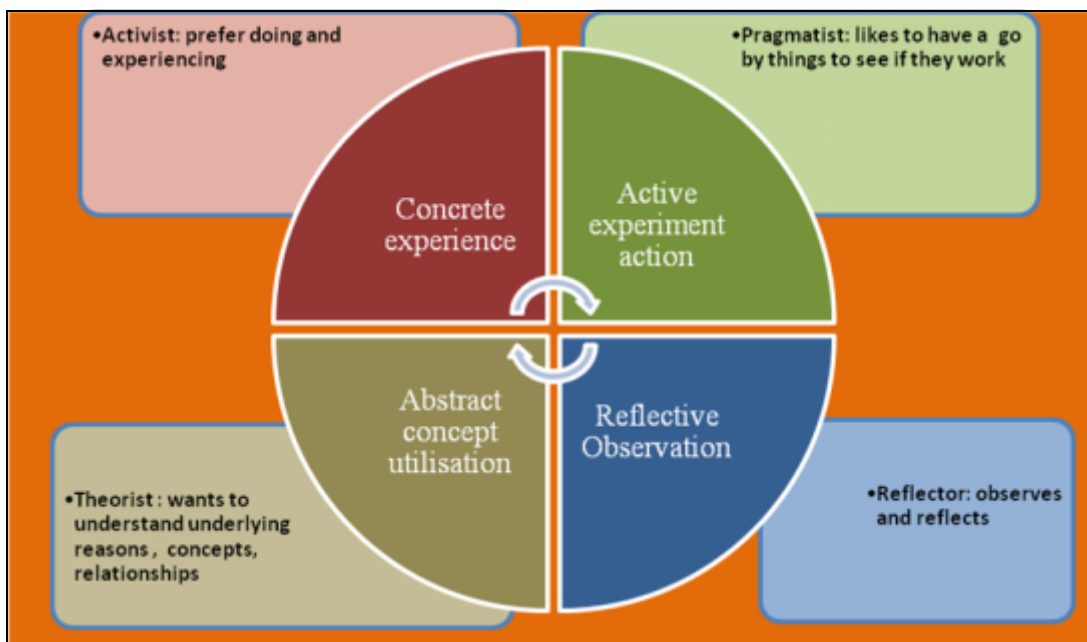 •Activist: prefer doing and
experiencing
•Pragmatist: likes to have a go
by things to see if they work
Concrete
experience
Active
experiment
action
Abstract
concept
utilisation
Reflective
Observation
•Theorist : wants to
understand underlying
reasons , concepts,
relationships
•Reflector: observes
and reflects